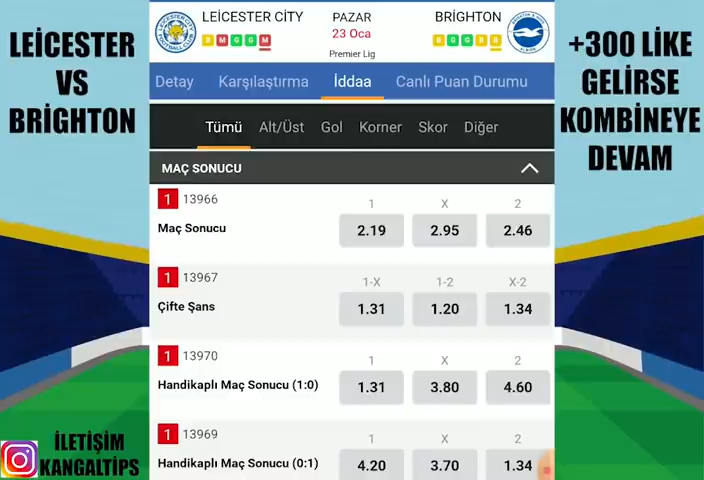 LEİCESTER
VS
BRİGHTON
LEİCESTER CİTY
PAZAR
23 Oca
Premier Lig
BRİGHTON
+300 LİKE
GELİRSE
KOMBİNEYE
DEVAM
Detay Karşılaştırma İddaa Canlı Puan Durumu
Tümü Alt/Üst Gol Korner Skor Diğer
MAÇ SONUCU
1 13966
Maç Sonucu
1 X 2
2.19 2.95 2.46
1 13967
Çifte Şans
1-X 1-2 X-2
1.31 1.20 1.34
1 13970
Handikaplı Maç Sonucu (1:0)
1 X 2
1.31 3.80 4.60
1 13969
Handikaplı Maç Sonucu (0:1)
1 X 2
4.20 3.70 1.34
İLETİŞİM
KANGALTİPS